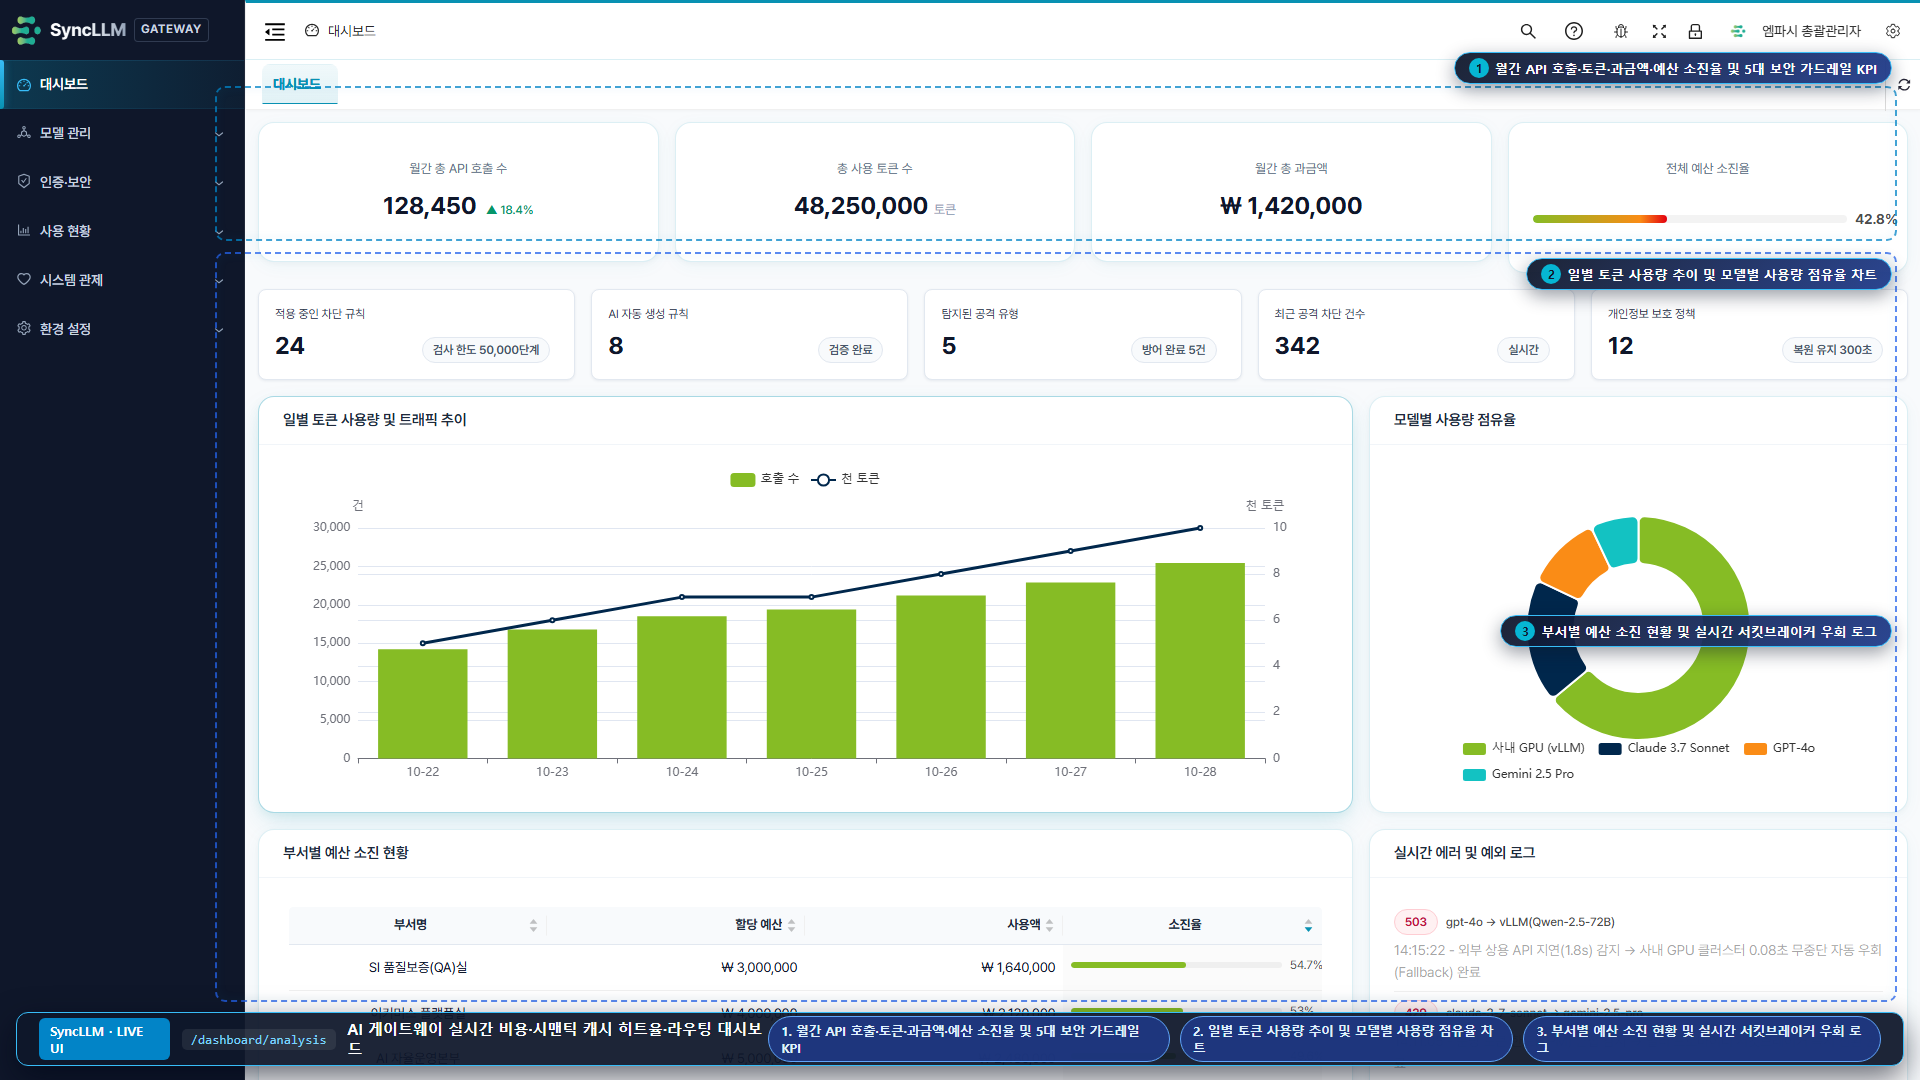 SyncLLM GATEWAY
대시보드
엠파시 총괄관리자
1 월간 API 호출·토큰·과금액·예산 소진율 및 5대 보안 가드레일 KPI
대시보드
모델 관리
인증·보안
사용 현황
시스템 관제
환경 설정
대시보드
월간 총 API 호출 수
128,450 ▲ 18.4%
총 사용 토큰 수
48,250,000 토큰
월간 총 과금액
₩ 1,420,000
전체 예산 소진율
42.8%
2 일별 토큰 사용량 추이 및 모델별 사용량 점유율 차트
적용 중인 차단 규칙
24 검사 한도 50,000단계
AI 자동 생성 규칙
8 검증 완료
탐지된 공격 유형
5 방어 완료 5건
최근 공격 차단 건수
342 실시간
개인정보 보호 정책
12 복원 유지 300초
일별 토큰 사용량 및 트래픽 추이
호출 수 천 토큰
건 천 토큰
30,000
25,000
20,000
15,000
10,000
5,000
0
10
8
6
4
2
0
10-22 10-23 10-24 10-25 10-26 10-27 10-28
모델별 사용량 점유율
3 부서별 예산 소진 현황 및 실시간 서킷브레이커 우회 로그
사내 GPU (vLLM) Claude 3.7 Sonnet GPT-4o
Gemini 2.5 Pro
부서별 예산 소진 현황
부서명 할당 예산 사용액 소진율
SI 품질보증(QA)실 ₩ 3,000,000 ₩ 1,640,000 54.7%
53%
AI 자율운영본부 ₩ 5,000,000
실시간 에러 및 예외 로그
503 gpt-4o → vLLM(Qwen-2.5-72B)
14:15:22 - 외부 상용 API 지연(1.8s) 감지 → 사내 GPU 클러스터 0.08초 무중단 자동 우회
(Fallback) 완료
SyncLLM · LIVE
UI
/dashboard/analysis
AI 게이트웨이 실시간 비용·시맨틱 캐시 히트율·라우팅 대시보
드
1. 월간 API 호출·토큰·과금액·예산 소진율 및 5대 보안 가드레일
KPI
2. 일별 토큰 사용량 추이 및 모델별 사용량 점유율 차
트
3. 부서별 예산 소진 현황 및 실시간 서킷브레이커 우회 로
그